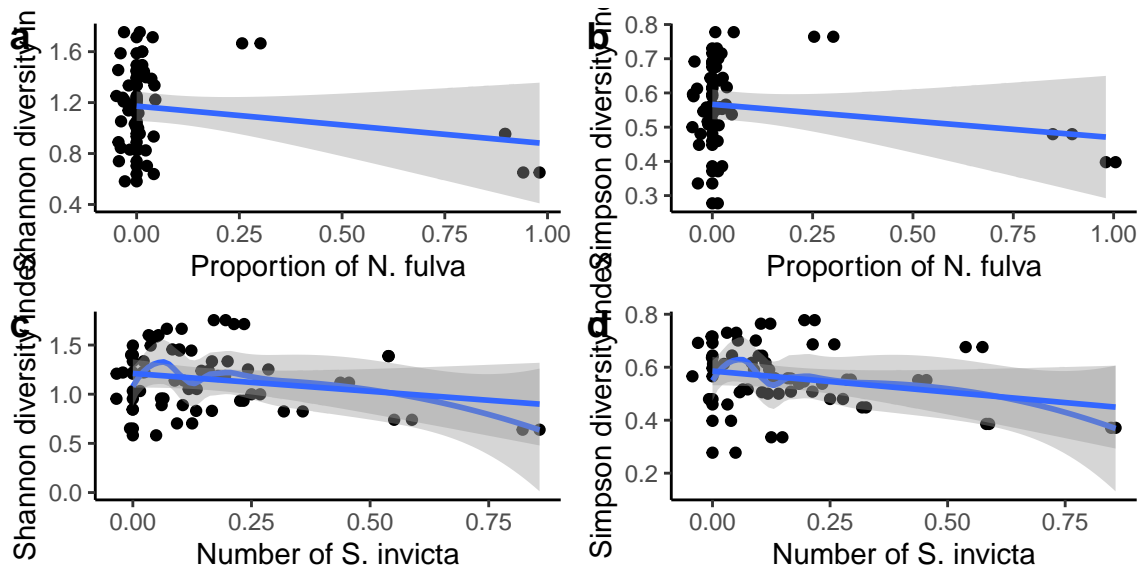 a
Shannon diversity in
1.6
1.2
0.8
0.4
0.00 0.25 0.50 0.75 1.00
Proportion of N. fulva
b
Simpson diversity ind
0.8
0.7
0.6
0.5
0.4
0.3
0.00 0.25 0.50 0.75 1.00
Proportion of N. fulva
c
Shannon diversity index
1.5
1.0
0.5
0.0
0.00 0.25 0.50 0.75
Number of S. invicta
d
Simpson diversity index
0.8
0.6
0.4
0.2
0.00 0.25 0.50 0.75
Number of S. invicta